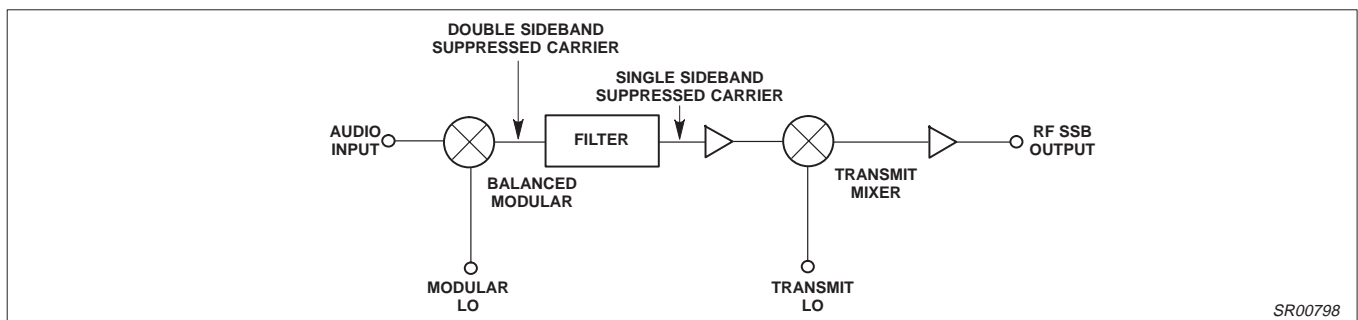 DOUBLE SIDEBAND
SUPPRESSED CARRIER
SINGLE SIDEBAND
SUPPRESSED CARRIER
AUDIO
INPUT
FILTER
RF SSB
OUTPUT
BALANCED
MODULAR
TRANSMIT
MIXER
MODULAR
LO
TRANSMIT
LO
SR00798